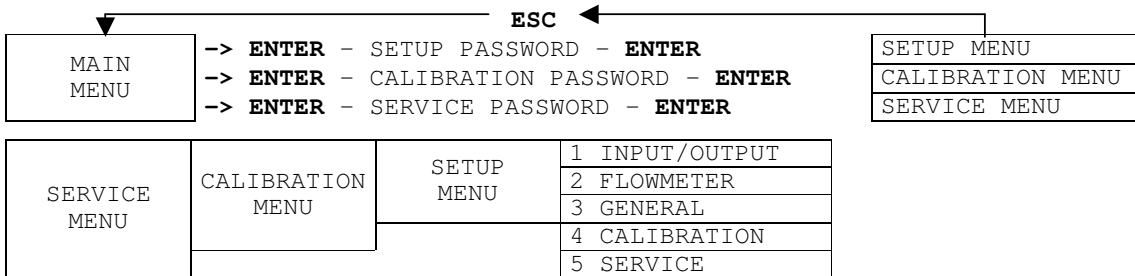 ESC
MAIN
MENU
–> ENTER – SETUP PASSWORD – ENTER
–> ENTER – CALIBRATION PASSWORD – ENTER
–> ENTER – SERVICE PASSWORD – ENTER
SETUP MENU
CALIBRATION MENU
SERVICE MENU
SERVICE
MENU
CALIBRATION
MENU
SETUP
MENU
1 INPUT/OUTPUT
2 FLOWMETER
3 GENERAL
4 CALIBRATION
5 SERVICE